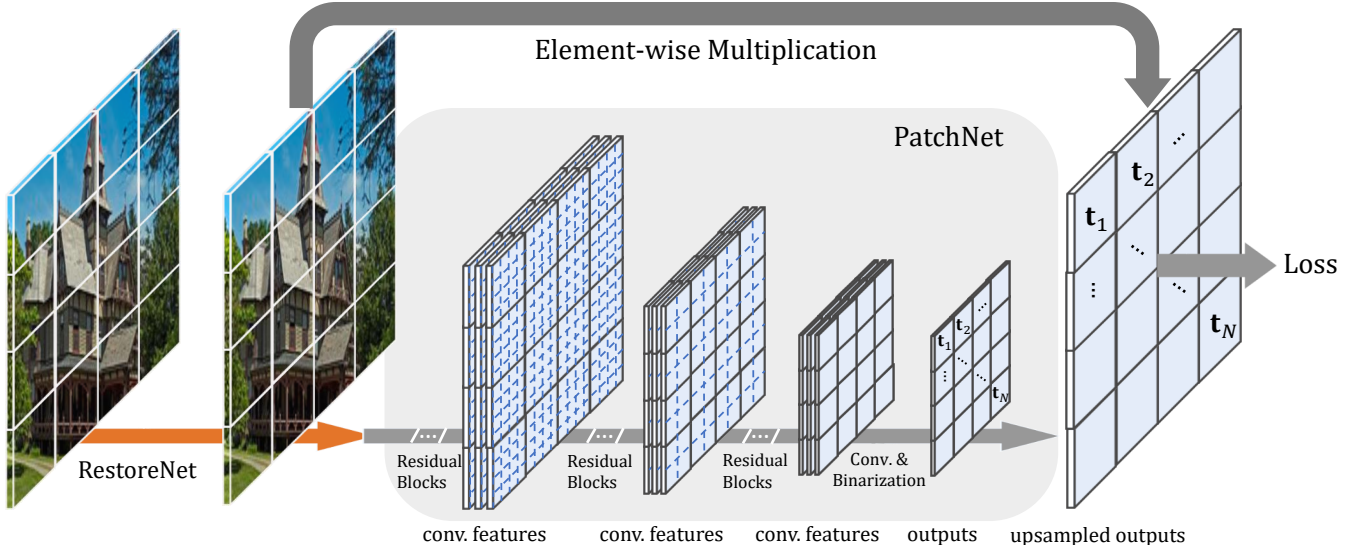 Element-wise Multiplication
PatchNet
t1
t2
...
...
...
...
tN
Loss
t1
t2
...
...
...
...
tN
RestoreNet
...
...
...
Residual
Blocks
Residual
Blocks
Residual
Blocks
Conv. &
Binarization
conv. features
conv. features
conv. features
outputs
upsampled outputs